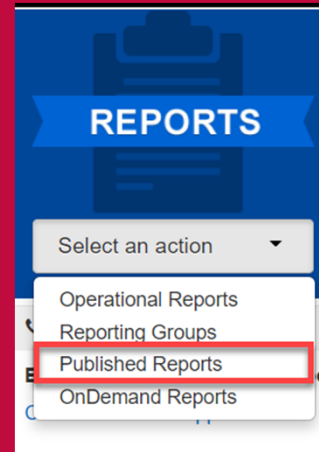 REPORTS
Select an action
Operational Reports
Reporting Groups
Published Reports
OnDemand Reports